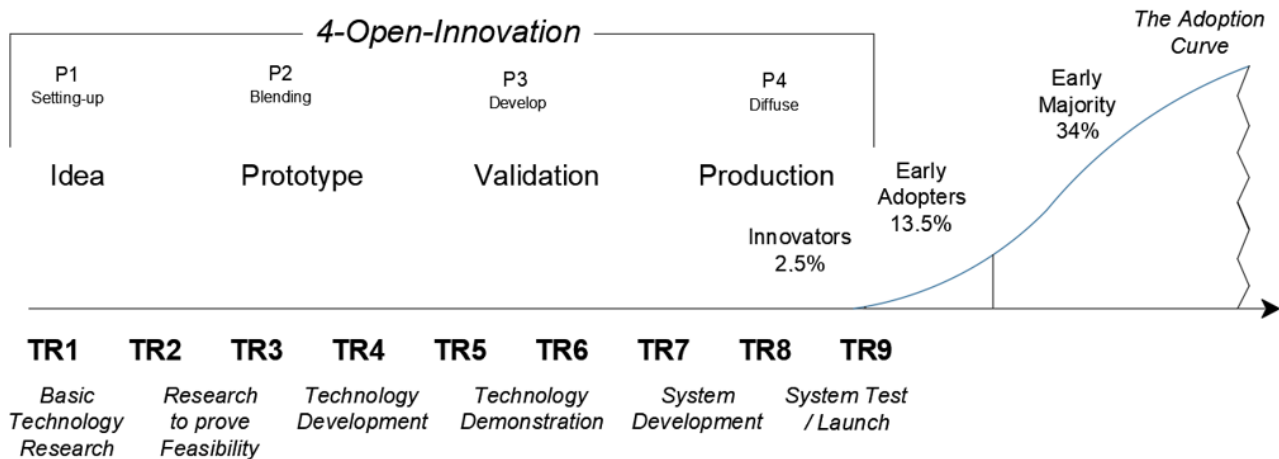 4-Open-Innovation
The Adoption
Curve
P1
Setting-up
P2
Blending
P3
Develop
P4
Diffuse
Early
Majority
34%
Idea
Prototype
Validation
Production
Early
Adopters
13.5%
Innovators
2.5%
TR1 TR2 TR3 TR4 TR5 TR6 TR7 TR8 TR9
Basic
Technology
Research
Research
to prove
Feasibility
Technology
Development
Technology
Demonstration
System
Development
System Test
/ Launch